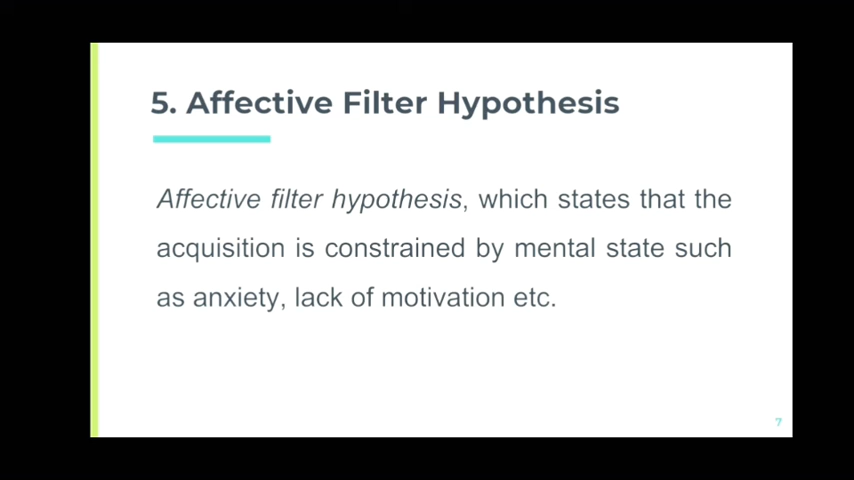 5. Affective Filter Hypothesis
Affective filter hypothesis, which states that the
acquisition is constrained by mental state such
as anxiety, lack of motivation etc.
7